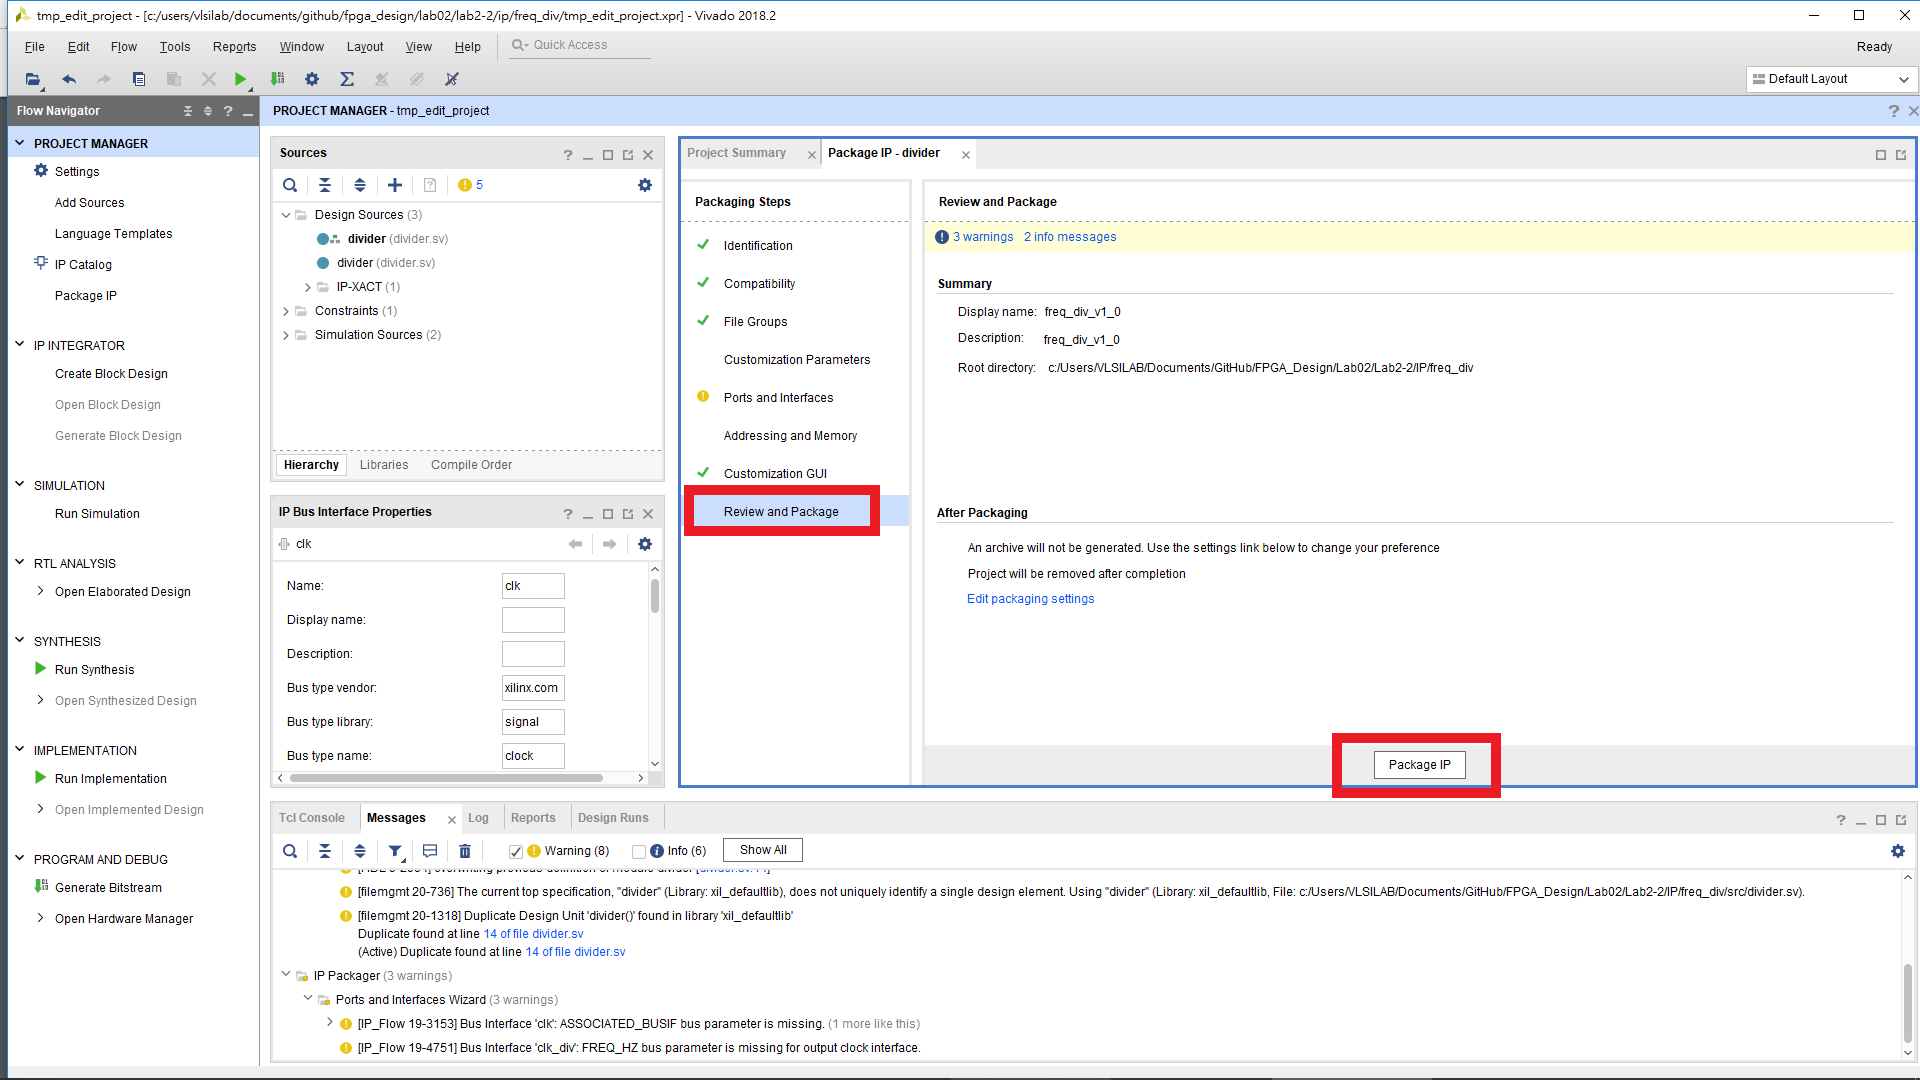 tmp_edit_project - [c:/users/vlsilab/documents/github/fpga_design/lab02/lab2-2/ip/freq_div/tmp_edit_project.xpr] - Vivado 2018.2
File Edit Flow Tools Reports Window Layout View Help Quick Access
Ready
Default Layout
Flow Navigator
PROJECT MANAGER
Settings
Add Sources
Language Templates
IP Catalog
Package IP
IP INTEGRATOR
Create Block Design
Open Block Design
Generate Block Design
SIMULATION
Run Simulation
RTL ANALYSIS
Open Elaborated Design
SYNTHESIS
Run Synthesis
Open Synthesized Design
IMPLEMENTATION
Run Implementation
Open Implemented Design
PROGRAM AND DEBUG
Generate Bitstream
Open Hardware Manager
PROJECT MANAGER - tmp_edit_project
Sources
5
Design Sources (3)
divider (divider.sv)
divider (divider.sv)
IP-XACT (1)
Constraints (1)
Simulation Sources (2)
Hierarchy Libraries Compile Order
IP Bus Interface Properties
clk
Name: clk
Display name:
Description:
Bus type vendor: xilinx.com
Bus type library: signal
Bus type name: clock
Project Summary Package IP - divider
Packaging Steps
Identification
Compatibility
File Groups
Customization Parameters
Ports and Interfaces
Addressing and Memory
Customization GUI
Review and Package
Review and Package
3 warnings 2 info messages
Summary
Display name: freq_div_v1_0
Description: freq_div_v1_0
Root directory: c:/Users/VLSILAB/Documents/GitHub/FPGA_Design/Lab02/Lab2-2/IP/freq_div
After Packaging
An archive will not be generated. Use the settings link below to change your preference
Project will be removed after completion
Edit packaging settings
Package IP
Tcl Console Messages Log Reports Design Runs
Warning (8) Info (6) Show All
[filemgmt 20-736] The current top specification, "divider" (Library: xil_defaultlib), does not uniquely identify a single design element. Using "divider" (Library: xil_defaultlib, File: c:/Users/VLSILAB/Documents/GitHub/FPGA_Design/Lab02/Lab2-2/IP/freq_div/src/divider.sv).
[filemgmt 20-1318] Duplicate Design Unit 'divider()' found in library 'xil_defaultlib'
Duplicate found at line 14 of file divider.sv
(Active) Duplicate found at line 14 of file divider.sv
IP Packager (3 warnings)
Ports and Interfaces Wizard (3 warnings)
[IP_Flow 19-3153] Bus Interface 'clk': ASSOCIATED_BUSIF bus parameter is missing. (1 more like this)
[IP_Flow 19-4751] Bus Interface 'clk_div': FREQ_HZ bus parameter is missing for output clock interface.